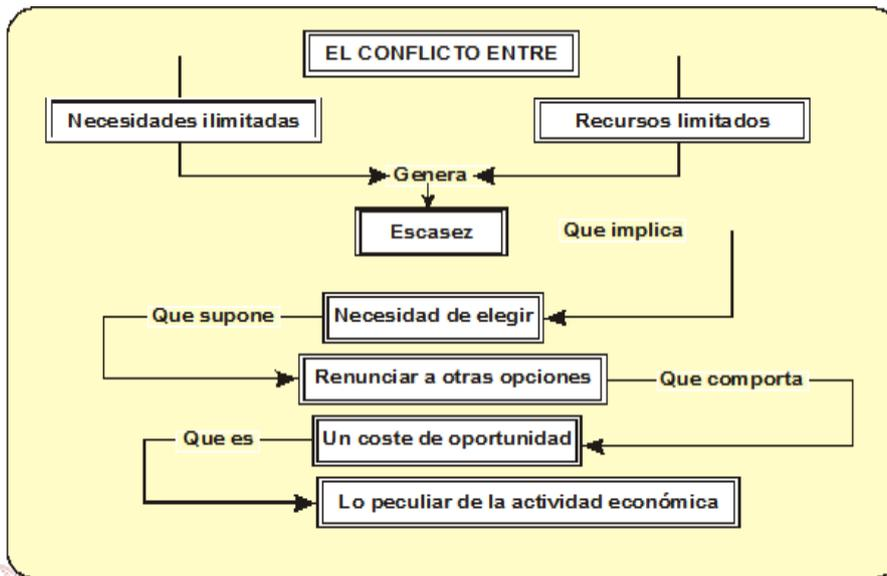 EL CONFLICTO ENTRE
Necesidades ilimitadas
Recursos limitados
Genera
Escasez
Que implica
Que supone
Necesidad de elegir
Renunciar a otras opciones
Que comporta
Que es
Un coste de oportunidad
Lo peculiar de la actividad económica